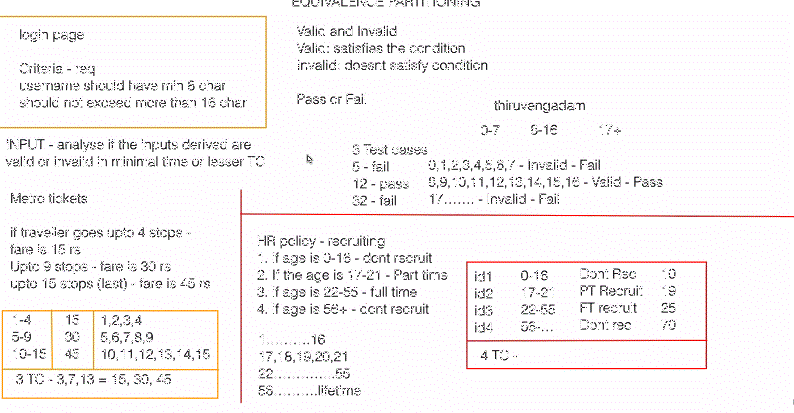 EQUIVALENCE PARTITIONING
login page
Criteria - req
username should have min 8 char
should not exceed more than 16 char
Valid and Invalid
Valid: satisfies the condition
Invalid: doesnt satisfy condition
Pass or Fail
thiruvengadam
0-7 8-16 17+
INPUT - analyse if the inputs derived are
valid or invalid in minimal time or lesser TC
3 Test cases
5 - fail 0,1,2,3,4,5,6,7 - Invalid - Fail
12 - pass 8,9,10,11,12,13,14,15,16 - Valid - Pass
32 - fail 17....... - Invalid - Fail
Metro tickets
if traveller goes upto 4 stops -
fare is 15 rs
Upto 9 stops - fare is 30 rs
upto 15 stops (last) - fare is 45 rs
1-4 15 1,2,3,4
5-9 30 5,6,7,8,9
10-15 45 10,11,12,13,14,15
3 TC - 3,7,13 = 15, 30, 45
HR policy - recruiting
1. If age is 0-16 - dont recruit
2. If the age is 17-21 - Part time
3. If age is 22-55 - full time
4. If age is 56+ - dont recruit
1..........16
17,18,19,20,21
22..............55
56..........lifetime
id1 0-16 Dont Rec 10
id2 17-21 PT Recruit 19
id3 22-55 FT recruit 25
id4 56-... Dont rec 70
4 TC -